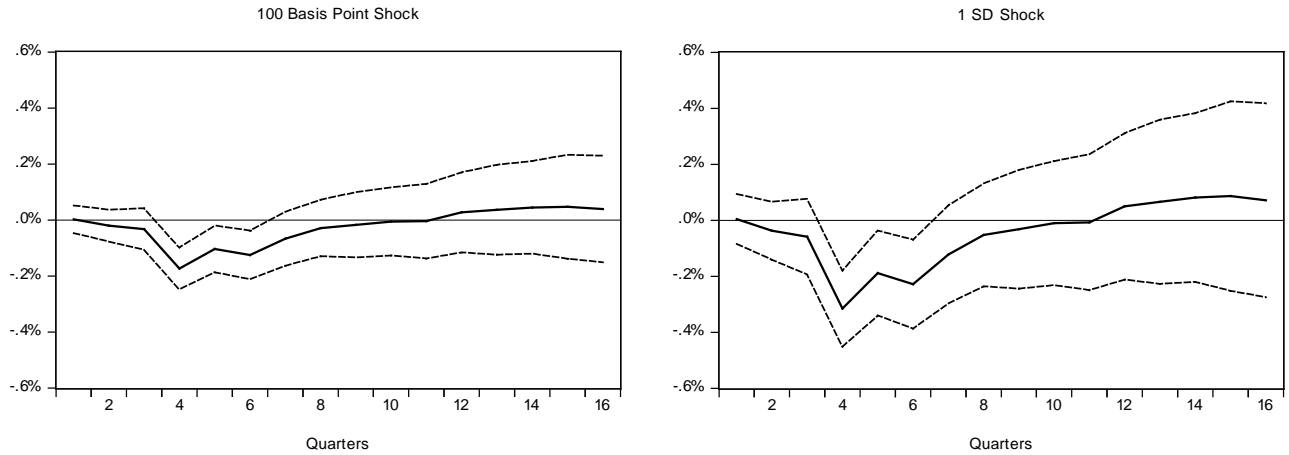 100 Basis Point Shock
.6%
.4%
.2%
.0%
-.2%
-.4%
-.6%
2 4 6 8 10 12 14 16
Quarters
1 SD Shock
.6%
.4%
.2%
.0%
-.2%
-.4%
-.6%
2 4 6 8 10 12 14 16
Quarters